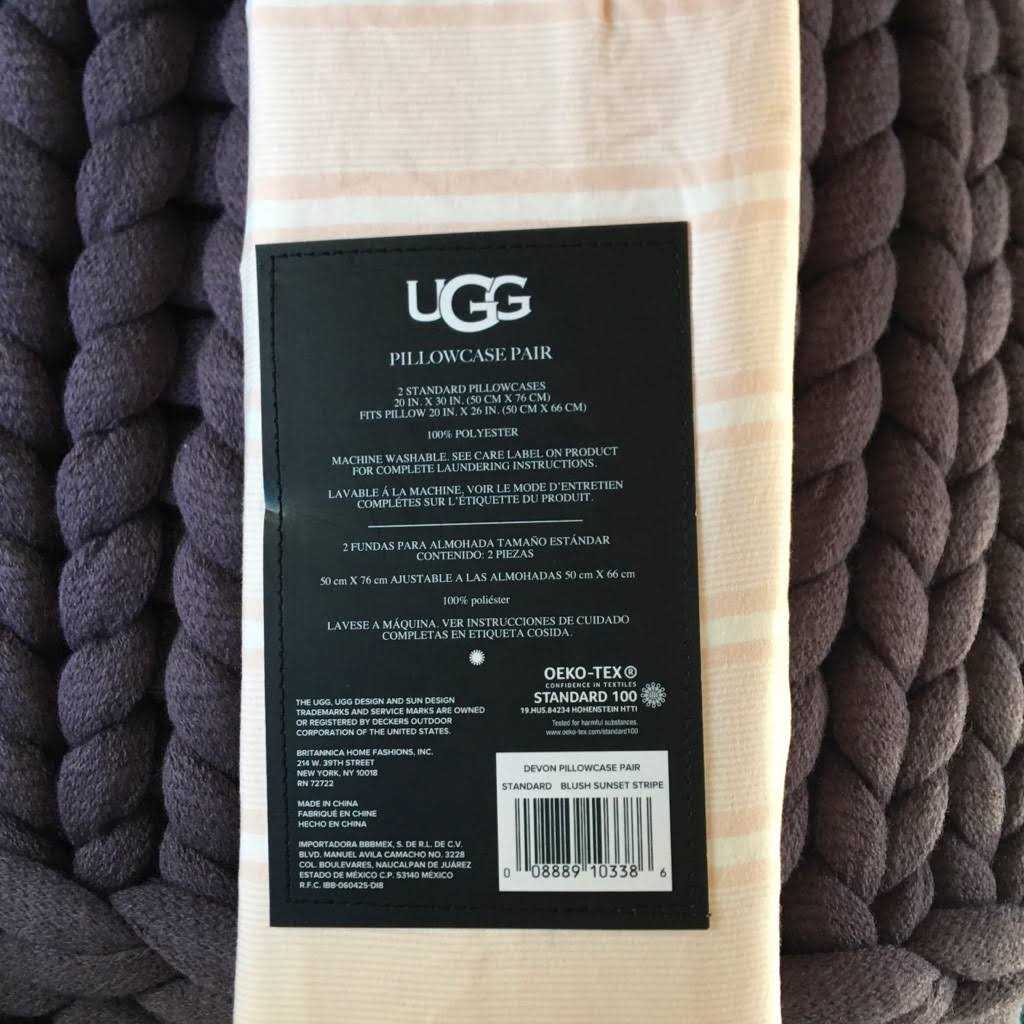 UGG
PILLOWCASE PAIR
2 STANDARD PILLOWCASES
20 IN. X 30 IN. (50 CM X 76 CM)
FITS PILLOW 20 IN. X 26 IN. (50 CM X 66 CM)
100% POLYESTER
MACHINE WASHABLE. SEE CARE LABEL ON PRODUCT
FOR COMPLETE LAUNDERING INSTRUCTIONS.
LAVABLE Á LA MACHINE, VOIR LE MODE D'ENTRETIEN
COMPLÉTES SUR L'ÉTIQUETTE DU PRODUIT.
2 FUNDAS PARA ALMOHADA TAMAÑO ESTÁNDAR
CONTENIDO: 2 PIEZAS
50 cm X 76 cm AJUSTABLE A LAS ALMOHADAS 50 cm X 66 cm
100% poliéster
LAVESE A MÁQUINA. VER INSTRUCCIONES DE CUIDADO
COMPLETAS EN ETIQUETA COSIDA.
OEKO-TEX®
CONFIDENCE IN TEXTILES
STANDARD 100
19.HUS.84234 HOHENSTEIN HTTI
Tested for harmful substances.
www.oeko-tex.com/standard100
THE UGG, UGG DESIGN AND SUN DESIGN
TRADEMARKS AND SERVICE MARKS ARE OWNED
OR REGISTERED BY DECKERS OUTDOOR
CORPORATION OF THE UNITED STATES.
BRITANNICA HOME FASHIONS, INC.
214 W. 39TH STREET
NEW YORK, NY 10018
RN 72722
MADE IN CHINA
FABRIQUÉ EN CHINE
HECHO EN CHINA
IMPORTADORA BBBMEX, S. DE R.L. DE C.V.
BLVD. MANUEL AVILA CAMACHO NO. 3228
COL. BOULEVARES, NAUCALPAN DE JUÁREZ
ESTADO DE MÉXICO C.P. 53140 MÉXICO
R.F.C. IBB-060425-DI8
DEVON PILLOWCASE PAIR
STANDARD BLUSH SUNSET STRIPE
0 08889 10338 6